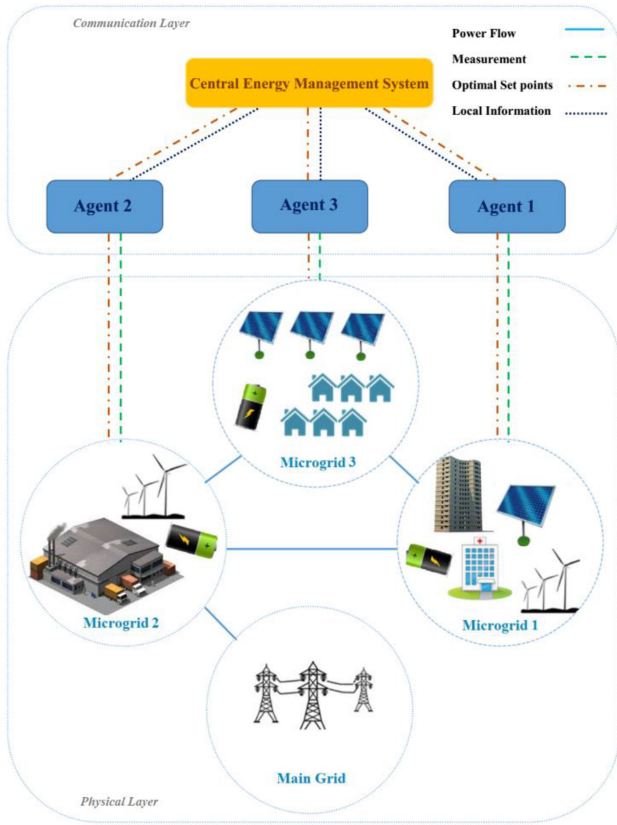 Communication Layer
Power Flow
Measurement
Optimal Set points
Local Information
Central Energy Management System
Agent 2
Agent 3
Agent 1
Microgrid 3
Microgrid 2
Microgrid 1
Main Grid
Physical Layer